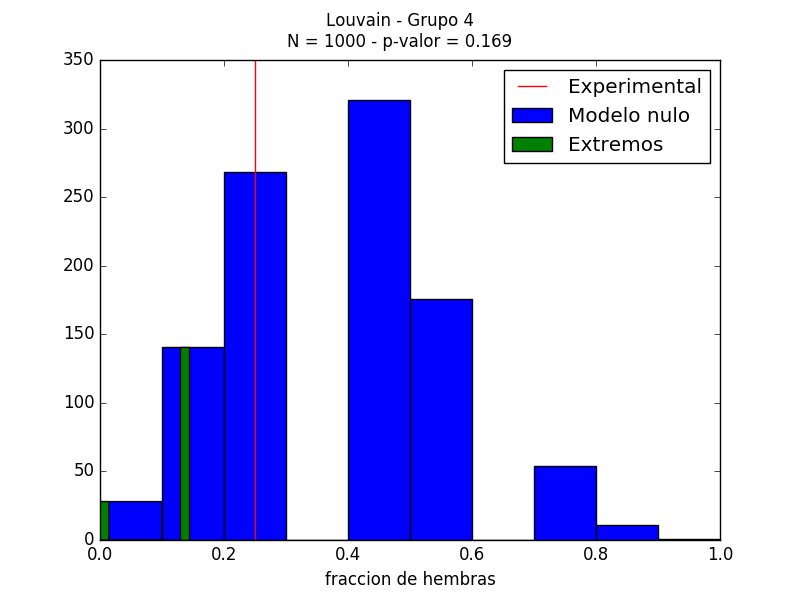 Louvain - Grupo 4
N = 1000 - p-valor = 0.169
350
300
250
200
150
100
50
0
Experimental
Modelo nulo
Extremos
0.0 0.2 0.4 0.6 0.8 1.0
fraccion de hembras